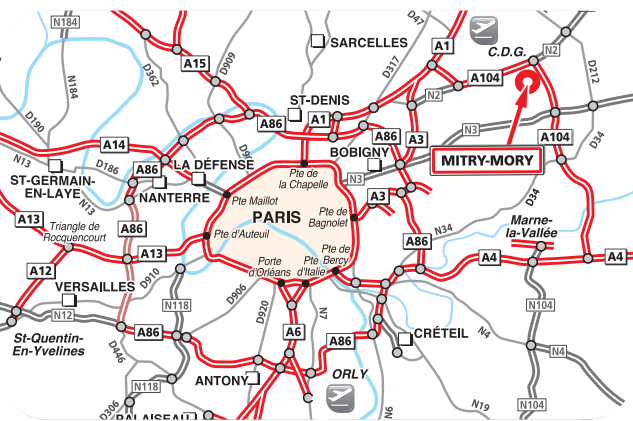 N184
D47
A1
C.D.G.
N2
SARCELLES
D909
A15
D362
D317
A104
D212
N184
N2
ST-DENIS
D190
A1
A86
A86
A3
N3
A104
D34
A14
BOBIGNY
N13
D186
A86
LA DÉFENSE
MITRY-MORY
ST-GERMAIN-
EN-LAYE
Pte de
la Chapelle
N3
NANTERRE
Pte Maillot
A3
D34
N13
A13
PARIS
Pte de
Bagnolet
Marne-
la-Vallée
Triangle de
Rocquencourt
A86
Pte d'Auteuil
N34
A13
Pte de
Bercy
A86
A4
A4
A12
D910
Porte
d'Orléans
Pte
d'Italie
VERSAILLES
D906
N118
D920
N7
N104
N12
A86
A6
A86
CRÉTEIL
N4
N4
St-Quentin-
En-Yvelines
D446
ANTONY
ORLY
N118
D306
PALAISEAU
N6
N19
N104